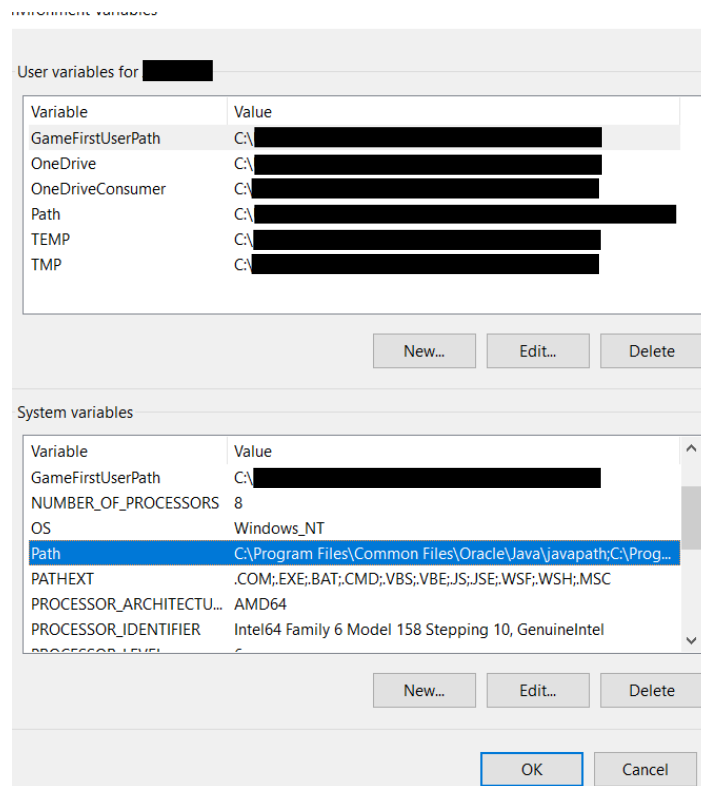 User variables for
Variable Value
GameFirstUserPath C:\
OneDrive C:\
OneDriveConsumer C:\
Path C:\
TEMP C:\
TMP C:\
New... Edit... Delete
System variables
Variable Value
GameFirstUserPath C:\
NUMBER_OF_PROCESSORS 8
OS Windows_NT
Path C:\Program Files\Common Files\Oracle\Java\javapath;C:\Prog...
PATHEXT .COM;.EXE;.BAT;.CMD;.VBS;.VBE;.JS;.JSE;.WSF;.WSH;.MSC
PROCESSOR_ARCHITECTU... AMD64
PROCESSOR_IDENTIFIER Intel64 Family 6 Model 158 Stepping 10, GenuineIntel
New... Edit... Delete
OK Cancel